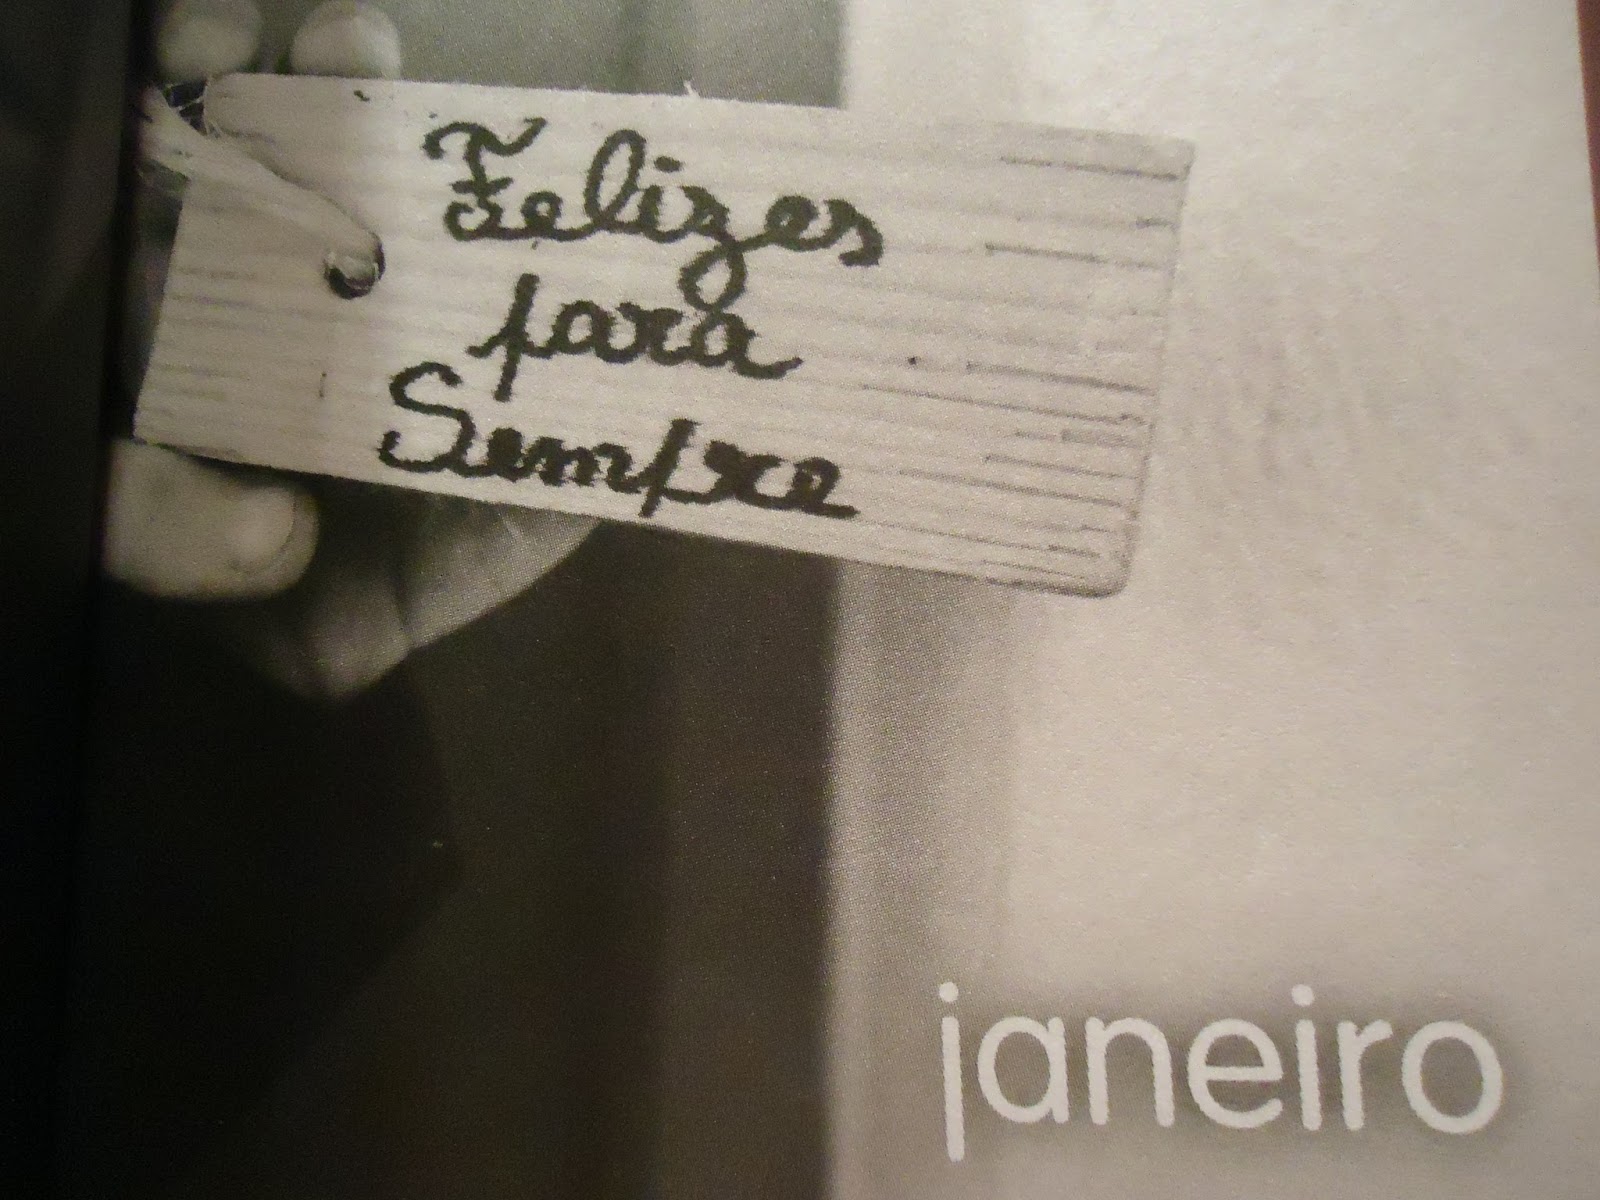 Felizes
para
Sempre
janeiro